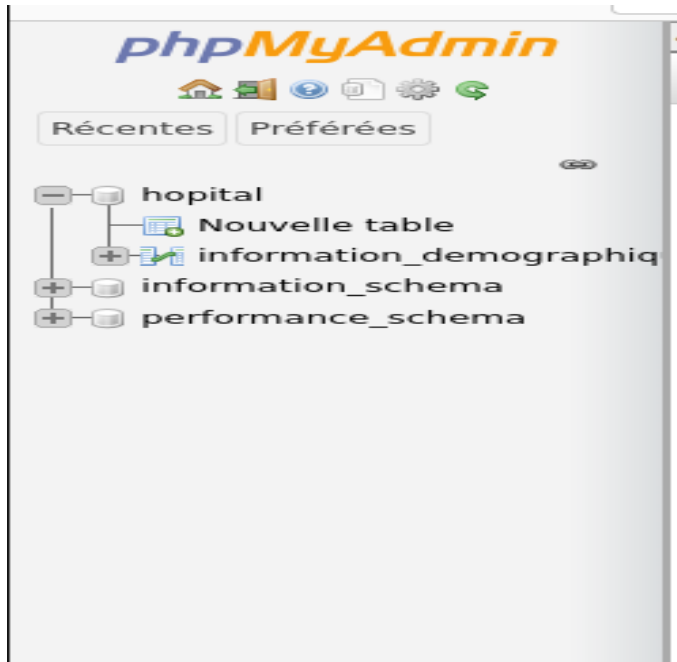 phpMyAdmin
Récentes Préférées
hopital
Nouvelle table
information_demographiq
information_schema
performance_schema